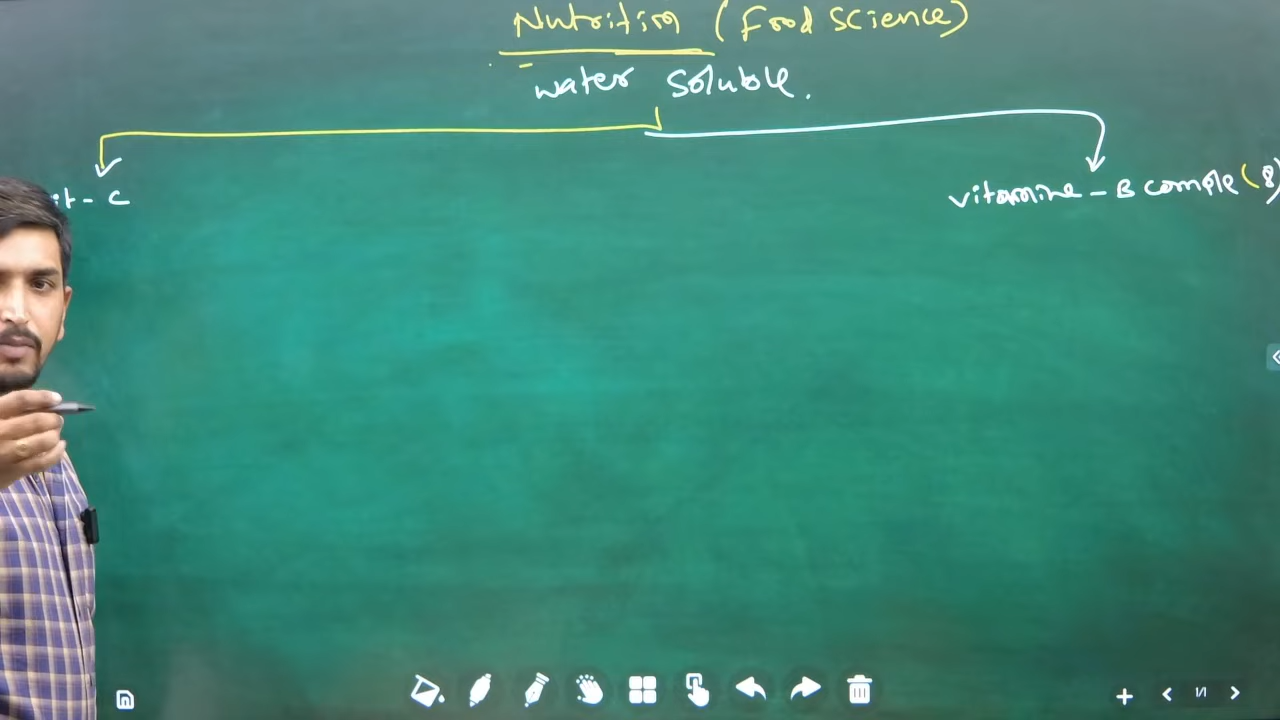 Nutrition (Food Science)
water soluble.
it - C
vitamine - B comple (8)